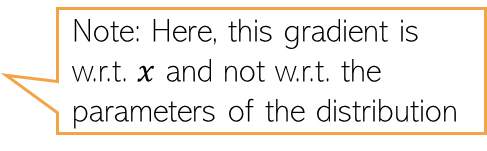 Note: Here, this gradient is
w.r.t. x and not w.r.t. the
parameters of the distribution